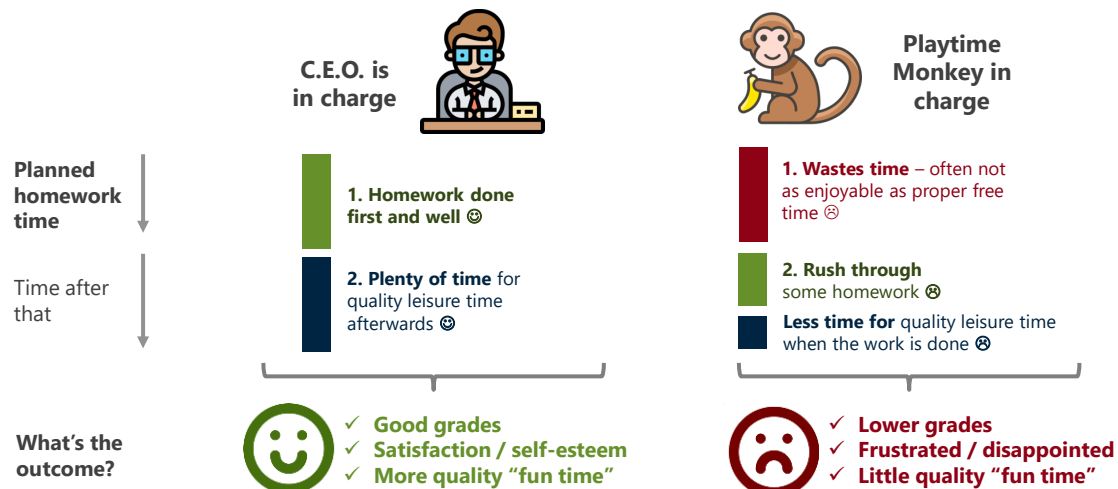 C.E.O. is
in charge
Playtime
Monkey in
charge
Planned
homework
time
1. Homework done
first and well ☺
1. Wastes time – often not
as enjoyable as proper free
time ☹
Time after
that
2. Plenty of time for
quality leisure time
afterwards ☺
2. Rush through
some homework ☹
Less time for quality leisure time
when the work is done ☹
What's the
outcome?
✓ Good grades
✓ Satisfaction / self-esteem
✓ More quality “fun time”
✓ Lower grades
✓ Frustrated / disappointed
✓ Little quality “fun time”